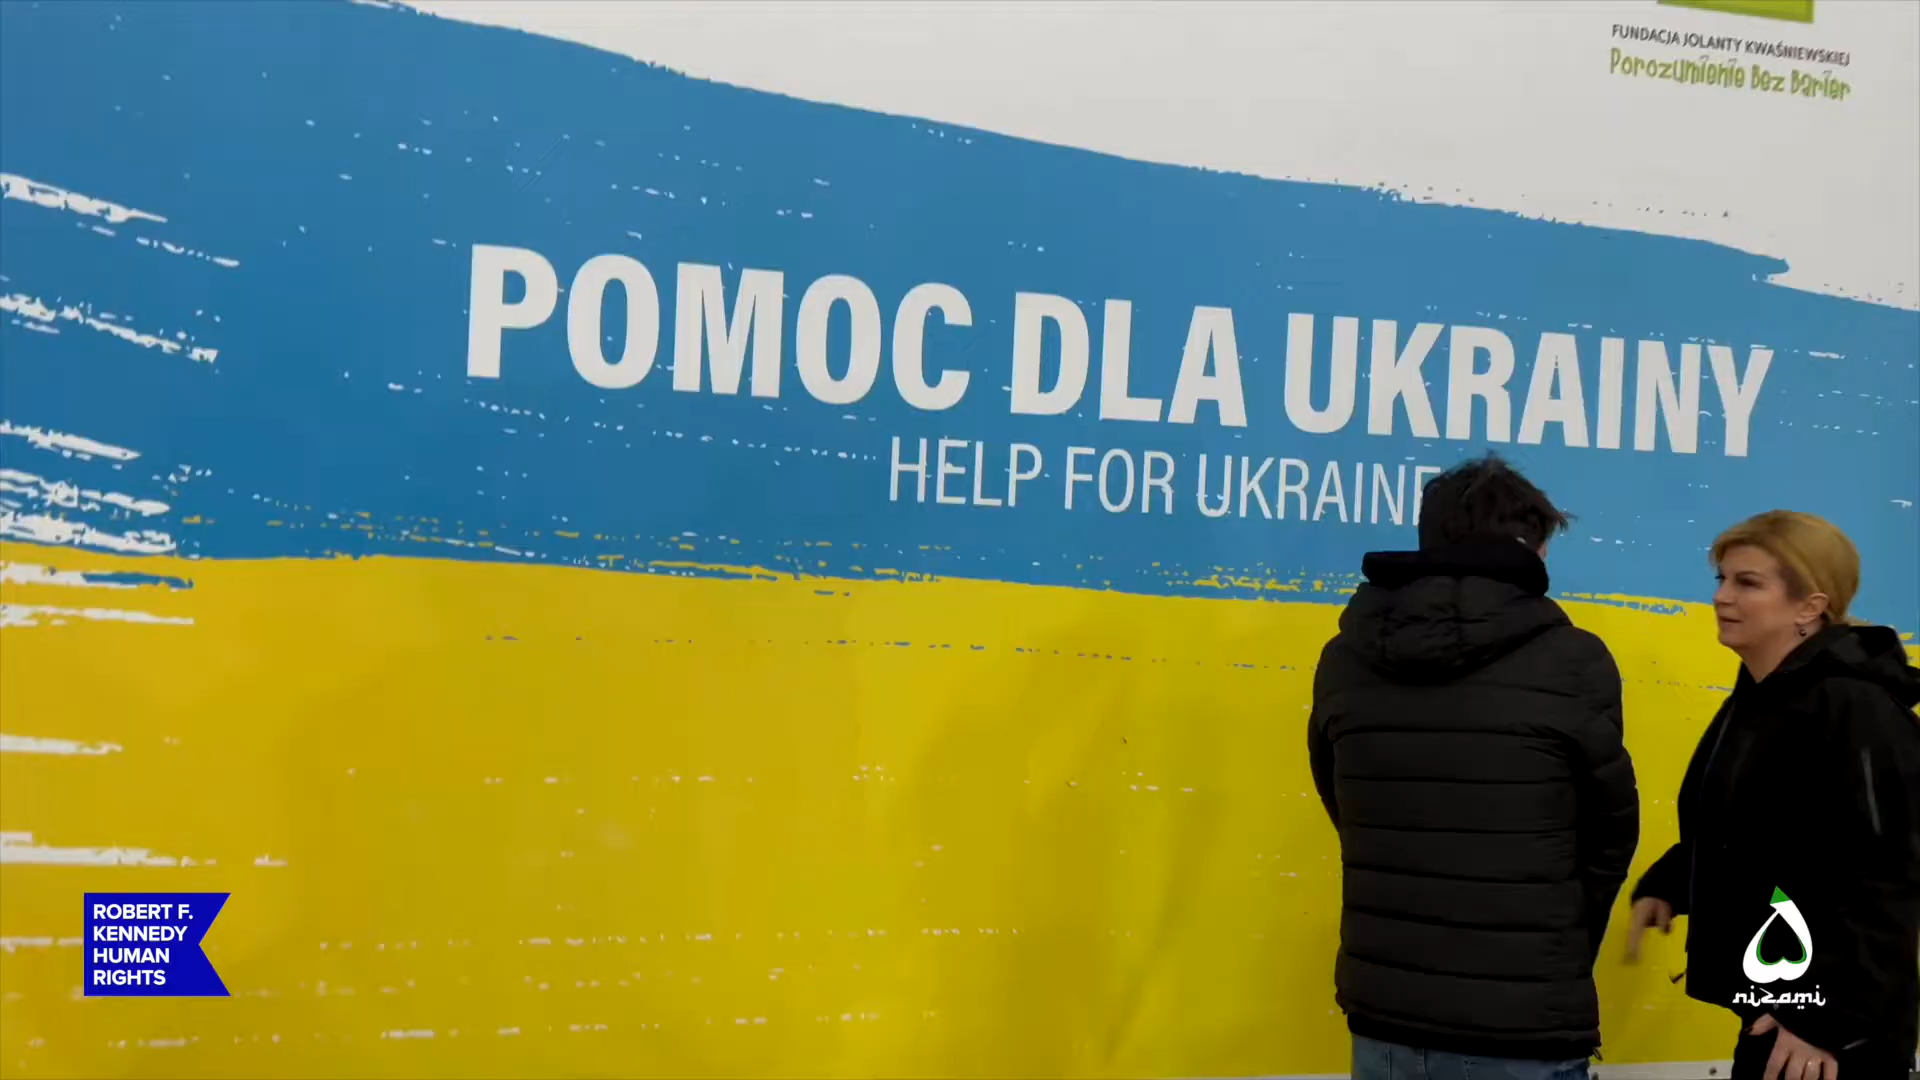 FUNDACJA JOLANTY KWAŚNIEWSKIEJ
Porozumienie Bez Barier
POMOC DLA UKRAINY
HELP FOR UKRAINE
ROBERT F.
KENNEDY
HUMAN
RIGHTS
nizami